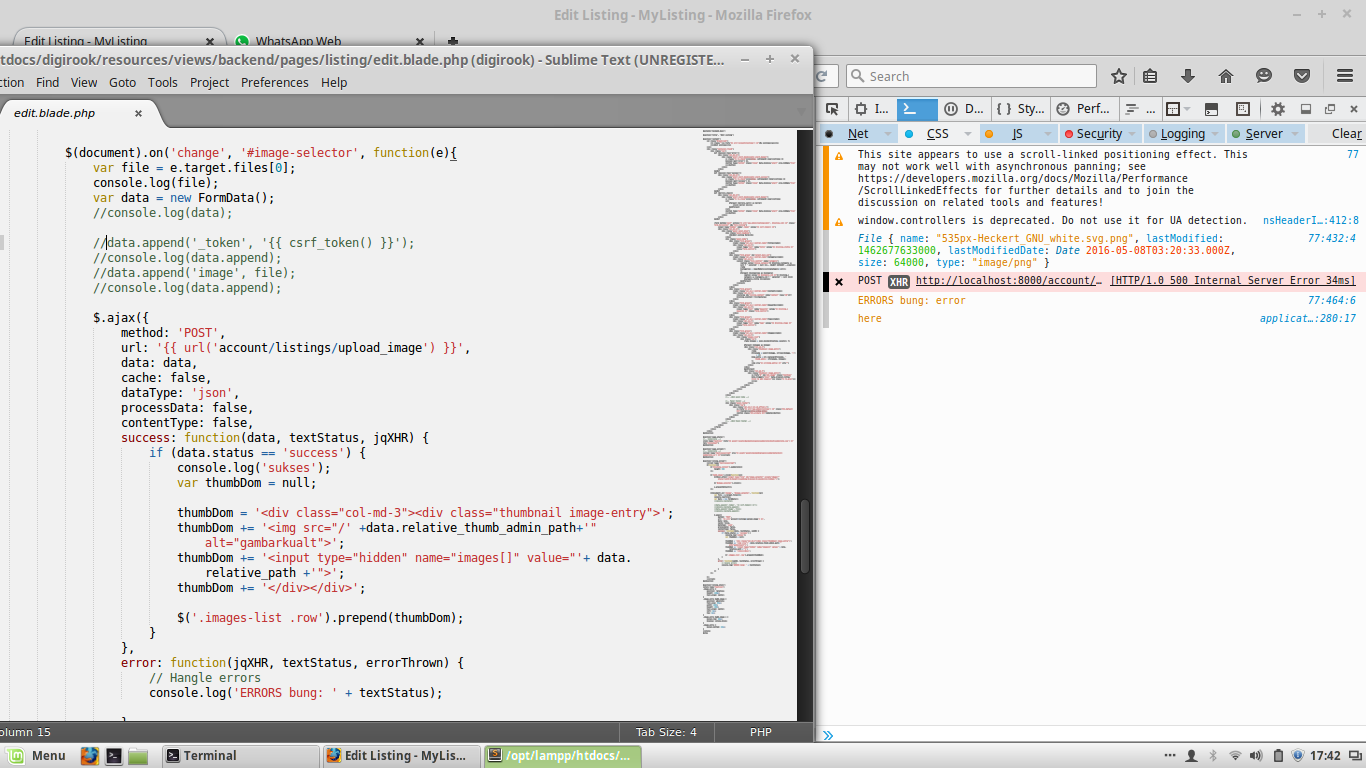 Edit Listing - MyListing - Mozilla Firefox
Edit Listing - MyListing
WhatsApp Web
tdocs/digirook/resources/views/backend/pages/listing/edit.blade.php (digirook) - Sublime Text (UNREGISTE...
ction Find View Goto Tools Project Preferences Help
edit.blade.php
$(document).on('change', '#image-selector', function(e){
var file = e.target.files[0];
console.log(file);
var data = new FormData();
//console.log(data);
//data.append('_token', '{{ csrf_token() }}');
//console.log(data.append);
//data.append('image', file);
//console.log(data.append);
$.ajax({
method: 'POST',
url: '{{ url('account/listings/upload_image') }}',
data: data,
cache: false,
dataType: 'json',
processData: false,
contentType: false,
success: function(data, textStatus, jqXHR) {
if (data.status == 'success') {
console.log('sukses');
var thumbDom = null;
thumbDom = '<div class="col-md-3"><div class="thumbnail image-entry">';
thumbDom += '<img src="/' +data.relative_thumb_admin_path+'"
alt="gambarkualt">';
thumbDom += '<input type="hidden" name="images[]" value="'+ data.
relative_path +'">';
thumbDom += '</div></div>';
$('.images-list .row').prepend(thumbDom);
}
},
error: function(jqXHR, textStatus, errorThrown) {
// Hangle errors
console.log('ERRORS bung: ' + textStatus);
}
olumn 15
Tab Size: 4
PHP
Search
I...
D...
Sty...
Perf...
...
Net
CSS
JS
Security
Logging
Server
Clear
This site appears to use a scroll-linked positioning effect. This 77
may not work well with asynchronous panning; see
https://developers.mozilla.org/docs/Mozilla/Performance
/ScrollLinkedEffects for further details and to join the
discussion on related tools and features!
window.controllers is deprecated. Do not use it for UA detection. nsHeaderI…:412:8
File { name: "535px-Heckert_GNU_white.svg.png", lastModified: 77:432:4
1462677633000, lastModifiedDate: Date 2016-05-08T03:20:33.000Z,
size: 64000, type: "image/png" }
POST XHR http://localhost:8000/account/… [HTTP/1.0 500 Internal Server Error 34ms]
ERRORS bung: error 77:464:6
here applicat…:280:17
Menu
Terminal
Edit Listing - MyLis...
/opt/lampp/htdocs/...
17:42